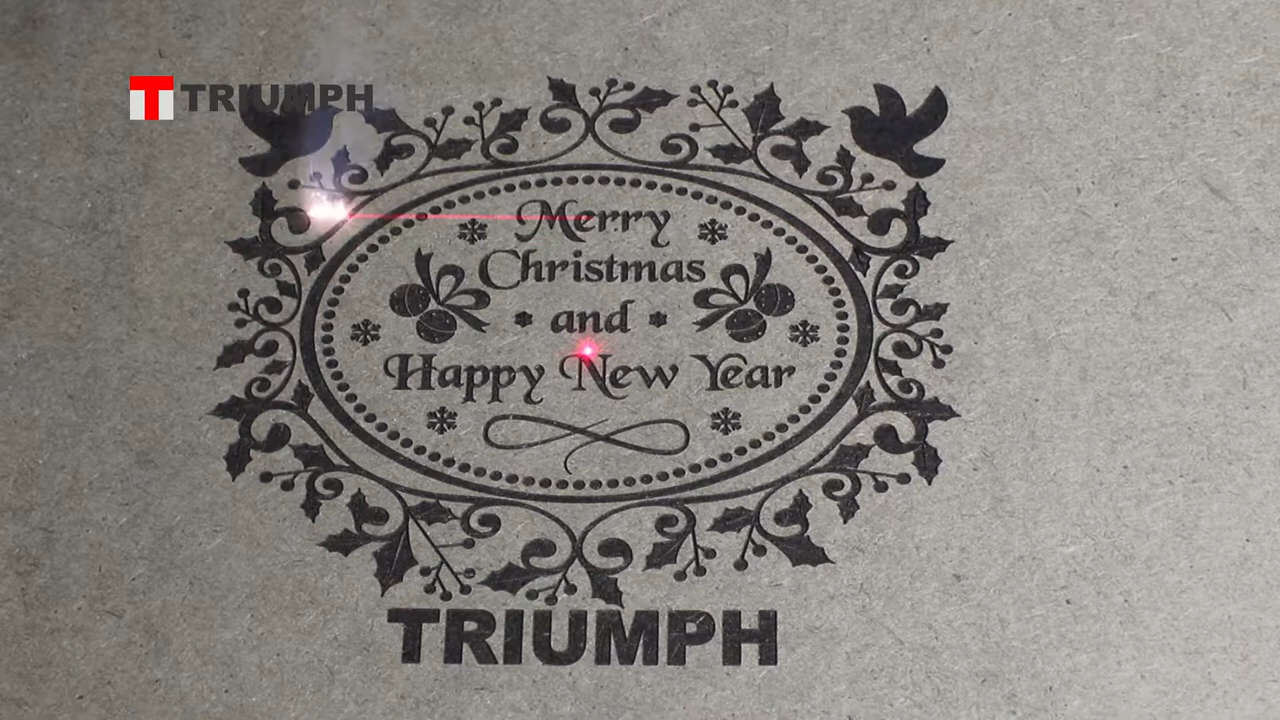 TRIUMPH
Merry
Christmas
and
Happy New Year
TRIUMPH